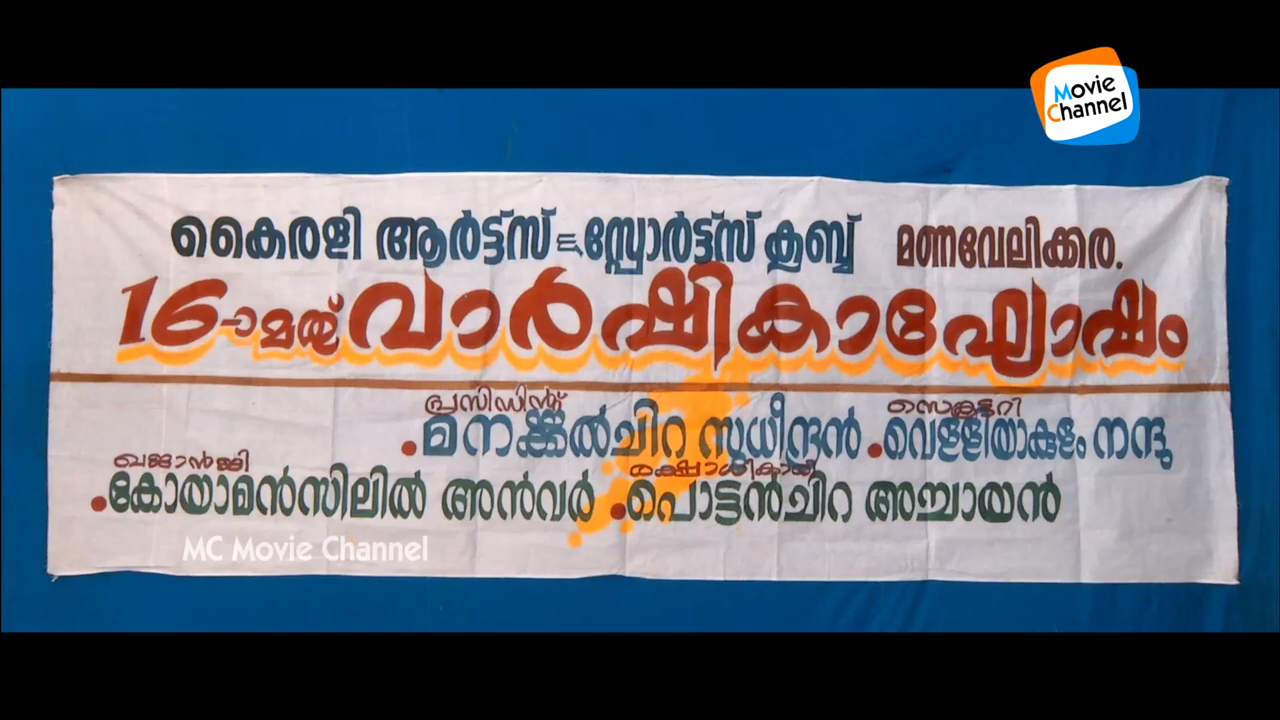 Movie
Channel
കൈരളി ആർട്ട്സ് & സ്പോർട്ട്സ് ക്ലബ്ബ് മണവേലിക്കര.
16-ാമത് വാർഷികാഘോഷം
പ്രസിഡന്റ് സെക്രട്ടറി
•മനക്കൽചിറ സുധീന്ദ്രൻ •വെള്ളിയാകുളം നന്ദു
ഖജാൻജി രക്ഷാധികാരി
•കോയാമൻസിലിൽ അൻവർ •പൊട്ടൻചിറ അച്ചായൻ
MC Movie Channel